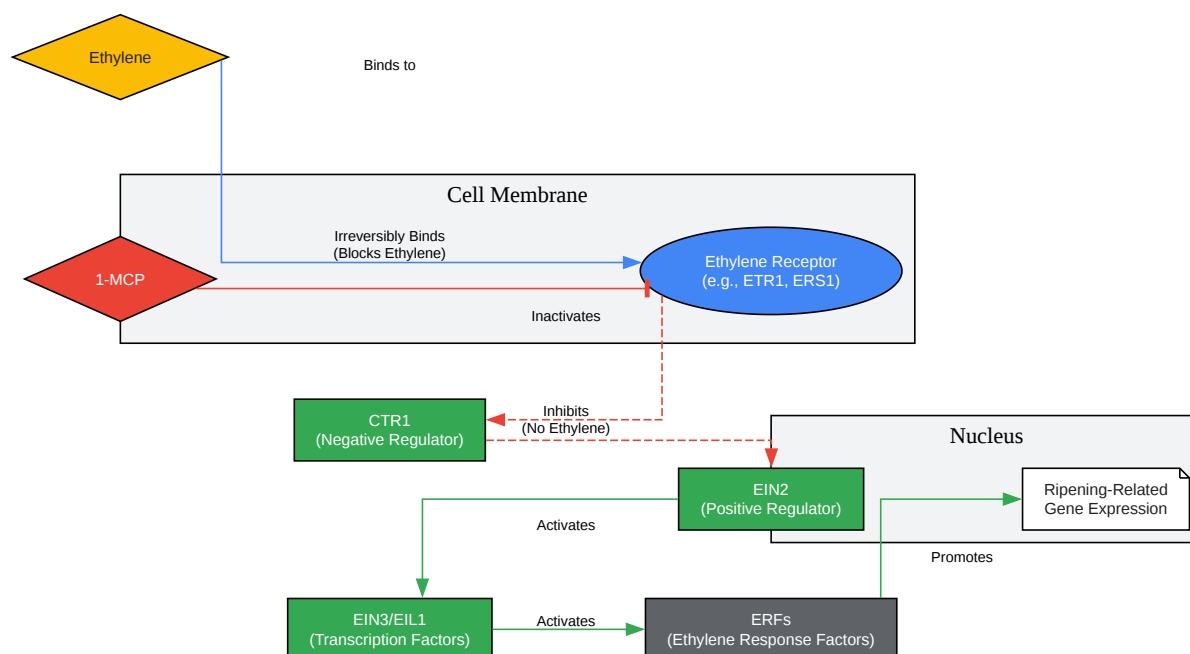 Ethylene
Binds to
Cell Membrane
Irreversibly Binds
(Blocks Ethylene)
1-MCP
Ethylene Receptor
(e.g., ETR1, ERS1)
Inactivates
CTR1
(Negative Regulator)
Inhibits
(No Ethylene)
Nucleus
EIN2
(Positive Regulator)
Ripening-Related
Gene Expression
Activates
Promotes
EIN3/EIL1
(Transcription Factors)
Activates
ERFs
(Ethylene Response Factors)